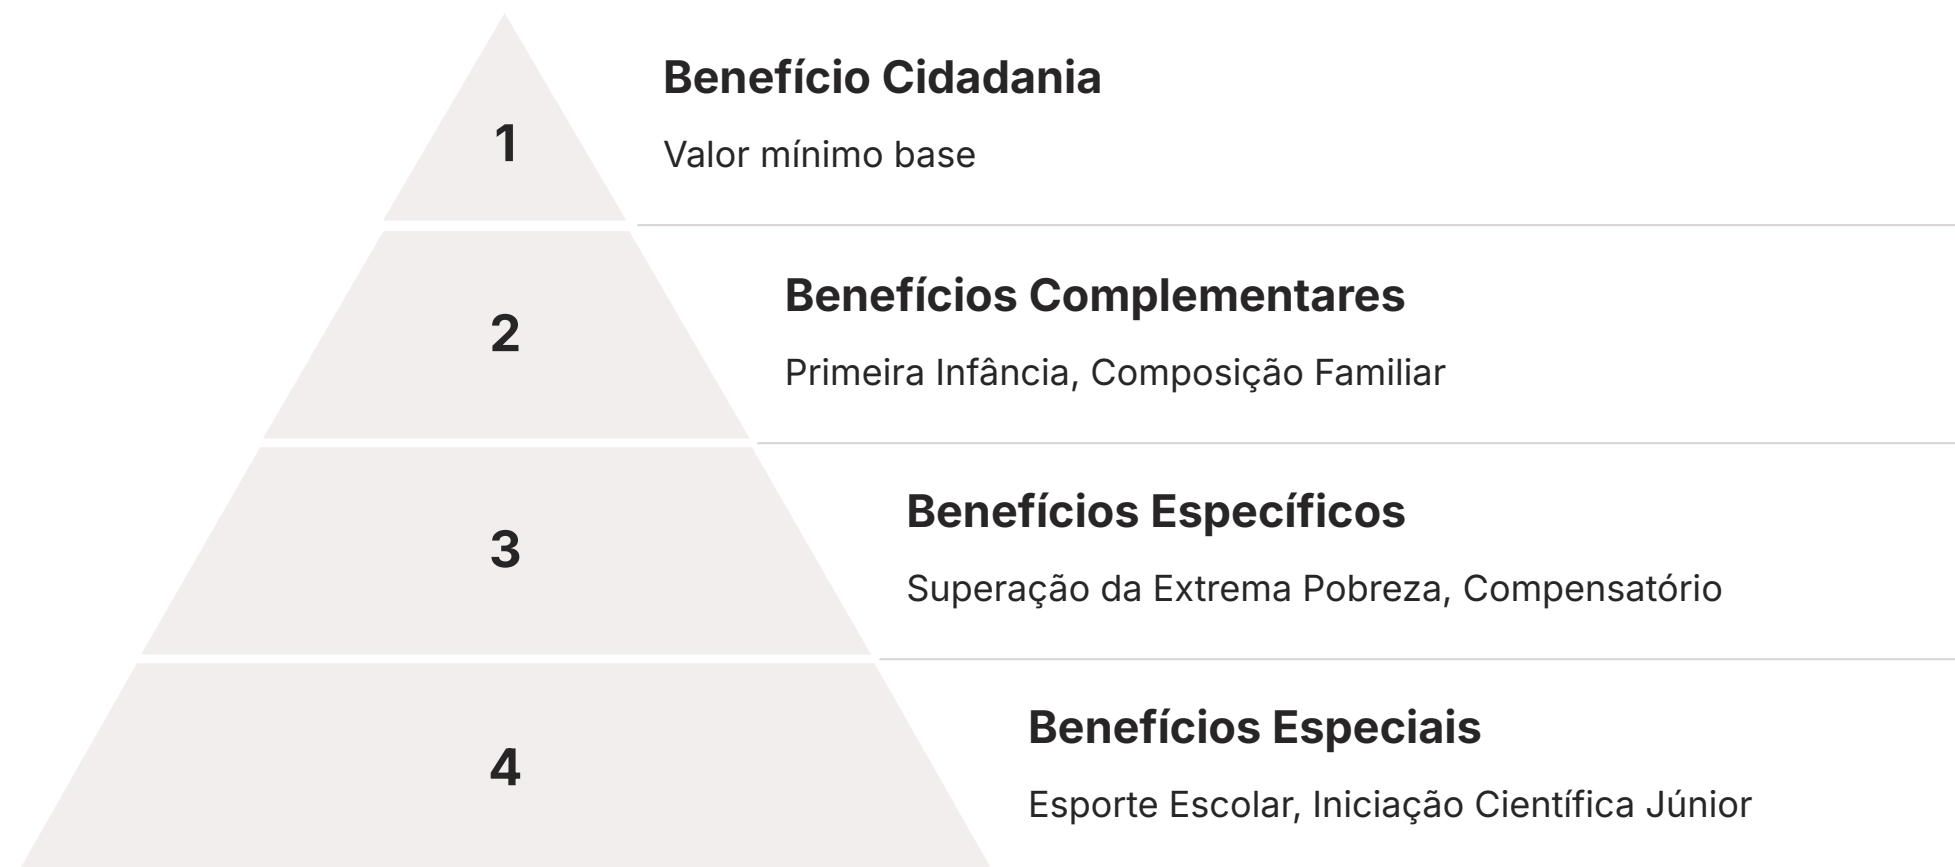 1
Benefício Cidadania
Valor mínimo base
2
Benefícios Complementares
Primeira Infância, Composição Familiar
3
Benefícios Específicos
Superação da Extrema Pobreza, Compensatório
4
Benefícios Especiais
Esporte Escolar, Iniciação Científica Júnior